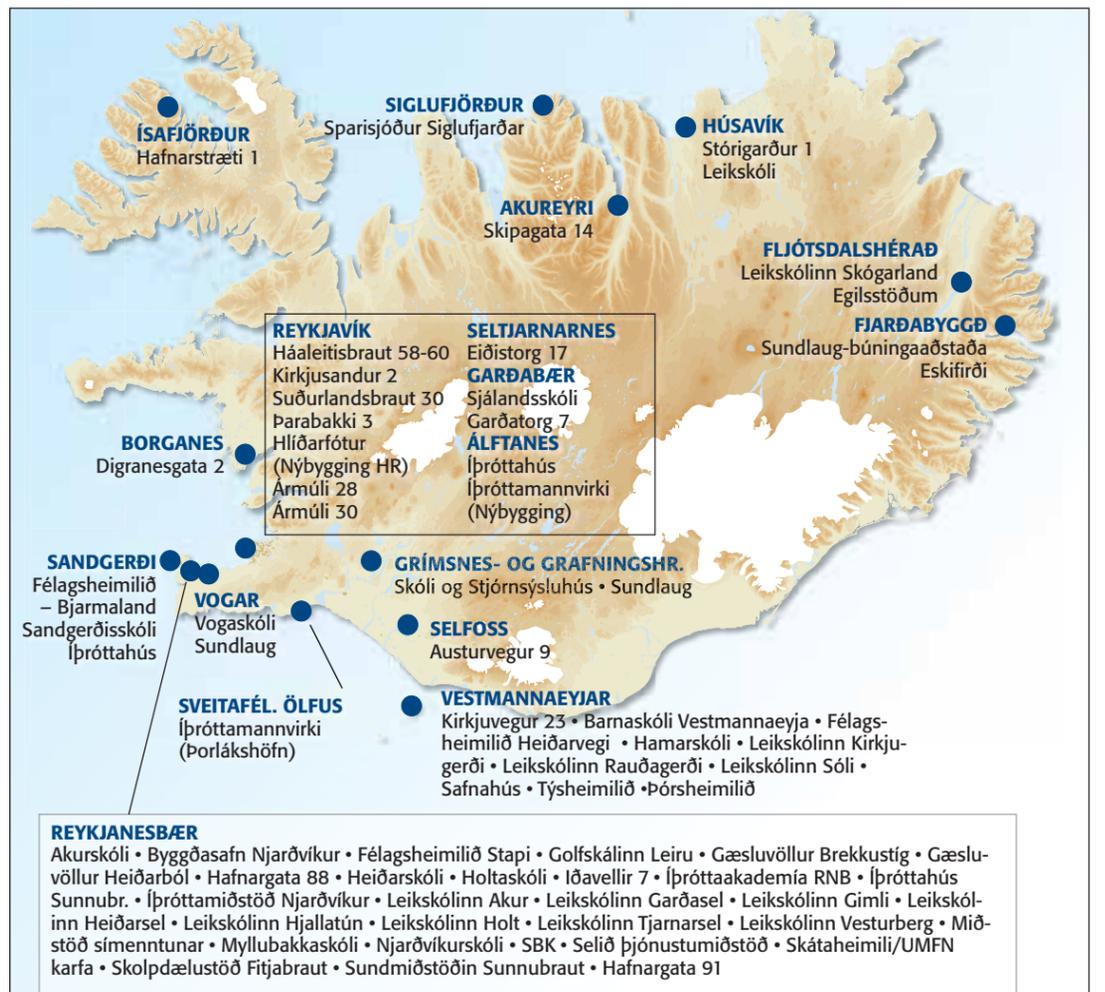 ÍSAFJÖRÐUR
Hafnarstræti 1
SIGLUFJÖRÐUR
Sparisjóður Siglufjarðar
HÚSAVÍK
Stórigarður 1
Leikskóli
AKUREYRI
Skipagata 14
FLJÓTSDALSHÉRAÐ
Leikskólinn Skógarland
Egilsstöðum
FJARÐABYGGÐ
Sundlaug-búningaaðstaða
Eskifirði
REYKJAVÍK
Háaleitisbraut 58-60
Kirkjusandur 2
Suðurlandsbraut 30
Þarabakki 3
Hlíðarfótur
(Nýbygging HR)
Ármúli 28
Ármúli 30
SELTJARNARNES
Eiðistorg 17
GARÐABÆR
Sjálandsskóli
Garðatorg 7
ÁLFTANES
Íþróttahús
Íþróttamannvirki
(Nýbygging)
BORGANES
Digranesgata 2
SANDGERÐI
Félagsheimilið
– Bjarmaland
Sandgerðisskóli
Íþróttahús
VOGAR
Vogaskóli
Sundlaug
GRÍMSNES- OG GRAFNINGSHR.
Skóli og Stjórnsýsluhús • Sundlaug
SELFOSS
Austurvegur 9
SVEITAFÉL. ÖLFUS
Íþróttamannvirki
(Þorlákshöfn)
VESTMANNAEYJAR
Kirkjuvegur 23 • Barnaskóli Vestmannaeyja • Félags-
heimilið Heiðarvegi • Hamarskóli • Leikskólinn Kirkju-
gerði • Leikskólinn Rauðagerði • Leikskólinn Sóli •
Safnahús • Týsheimilið •Þórsheimilið
REYKJANESBÆR
Akurskóli • Byggðasafn Njarðvíkur • Félagsheimilið Stapi • Golfskálinn Leiru • Gæsluvöllur Brekkustíg • Gæslu-
völlur Heiðarból • Hafnargata 88 • Heiðarskóli • Holtaskóli • Iðavellir 7 • Íþróttaakademía RNB • Íþróttahús
Sunnubr. • Íþróttamiðstöð Njarðvíkur • Leikskólinn Akur • Leikskólinn Garðasel • Leikskólinn Gimli • Leikskól-
inn Heiðarsel • Leikskólinn Hjallatún • Leikskólinn Holt • Leikskólinn Tjarnarsel • Leikskólinn Vesturberg • Mið-
stöð símenntunar • Myllubakkaskóli • Njarðvíkurskóli • SBK • Selið þjónustumiðstöð • Skátaheimili/UMFN
karfa • Skolpdælustöð Fitjabraut • Sundmiðstöðin Sunnubraut • Hafnargata 91